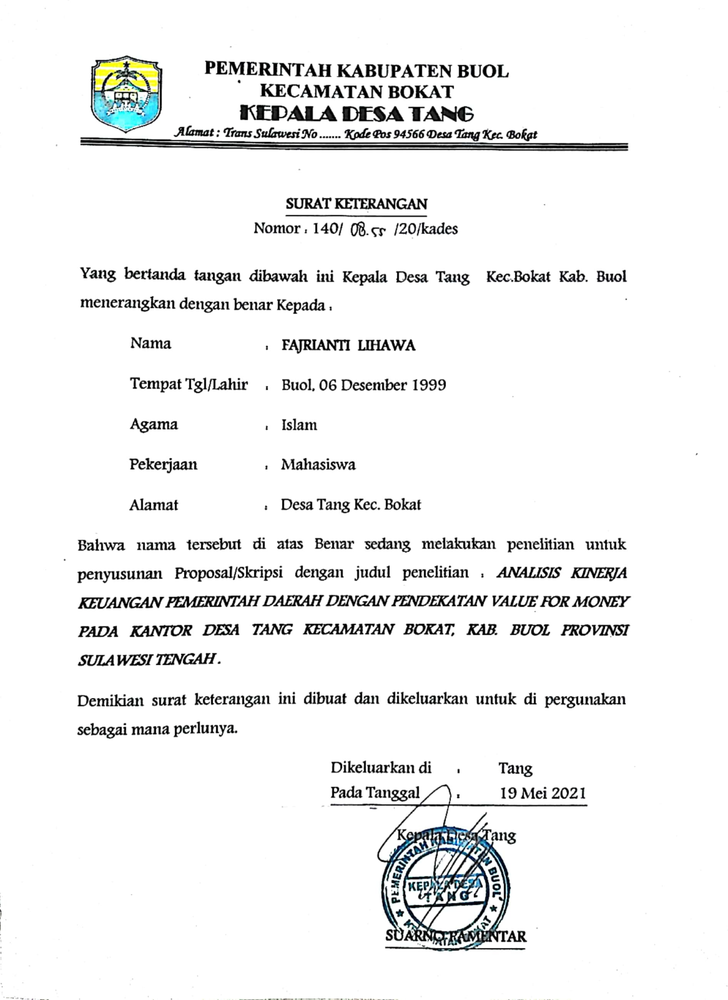 PEMERINTAH KABUPATEN BUOL
KECAMATAN BOKAT
KEPALA DESA TANG
Alamat : Trans Sulawesi No ....... Kode Pos 94566 Desa Tang Kec. Bokat
SURAT KETERANGAN
Nomor : 140/ 08.55 /20/kades
Yang bertanda tangan dibawah ini Kepala Desa Tang Kec.Bokat Kab. Buol
menerangkan dengan benar Kepada :
Nama : FAJRIANTI LIHAWA
Tempat Tgl/Lahir : Buol, 06 Desember 1999
Agama : Islam
Pekerjaan : Mahasiswa
Alamat : Desa Tang Kec. Bokat
Bahwa nama tersebut di atas Benar sedang melakukan penelitian untuk
penyusunan Proposal/Skripsi dengan judul penelitian : ANALISIS KINERJA
KEUANGAN PEMERINTAH DAERAH DENGAN PENDEKATAN VALUE FOR MONEY
PADA KANTOR DESA TANG KECAMATAN BOKAT, KAB. BUOL PROVINSI
SULAWESI TENGAH.
Demikian surat keterangan ini dibuat dan dikeluarkan untuk di pergunakan
sebagai mana perlunya.
Dikeluarkan di : Tang
Pada Tanggal : 19 Mei 2021
Kepala Desa Tang
PEMERINTAH KABUPATEN BUOL
KEPALA DESA
TANG
SUARNO RAMENTAR